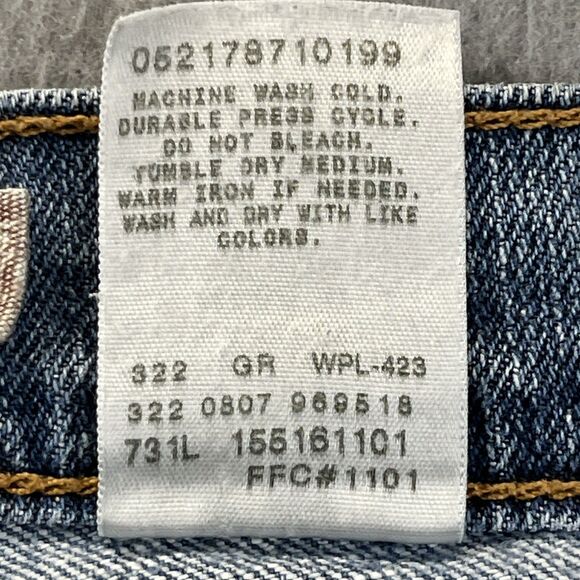 052178710199
MACHINE WASH COLD.
DURABLE PRESS CYCLE.
DO NOT BLEACH.
TUMBLE DRY MEDIUM.
WARM IRON IF NEEDED.
WASH AND DRY WITH LIKE
COLORS.
322 GR WPL-423
322 0807 969518
731L 155161101
FFC#1101